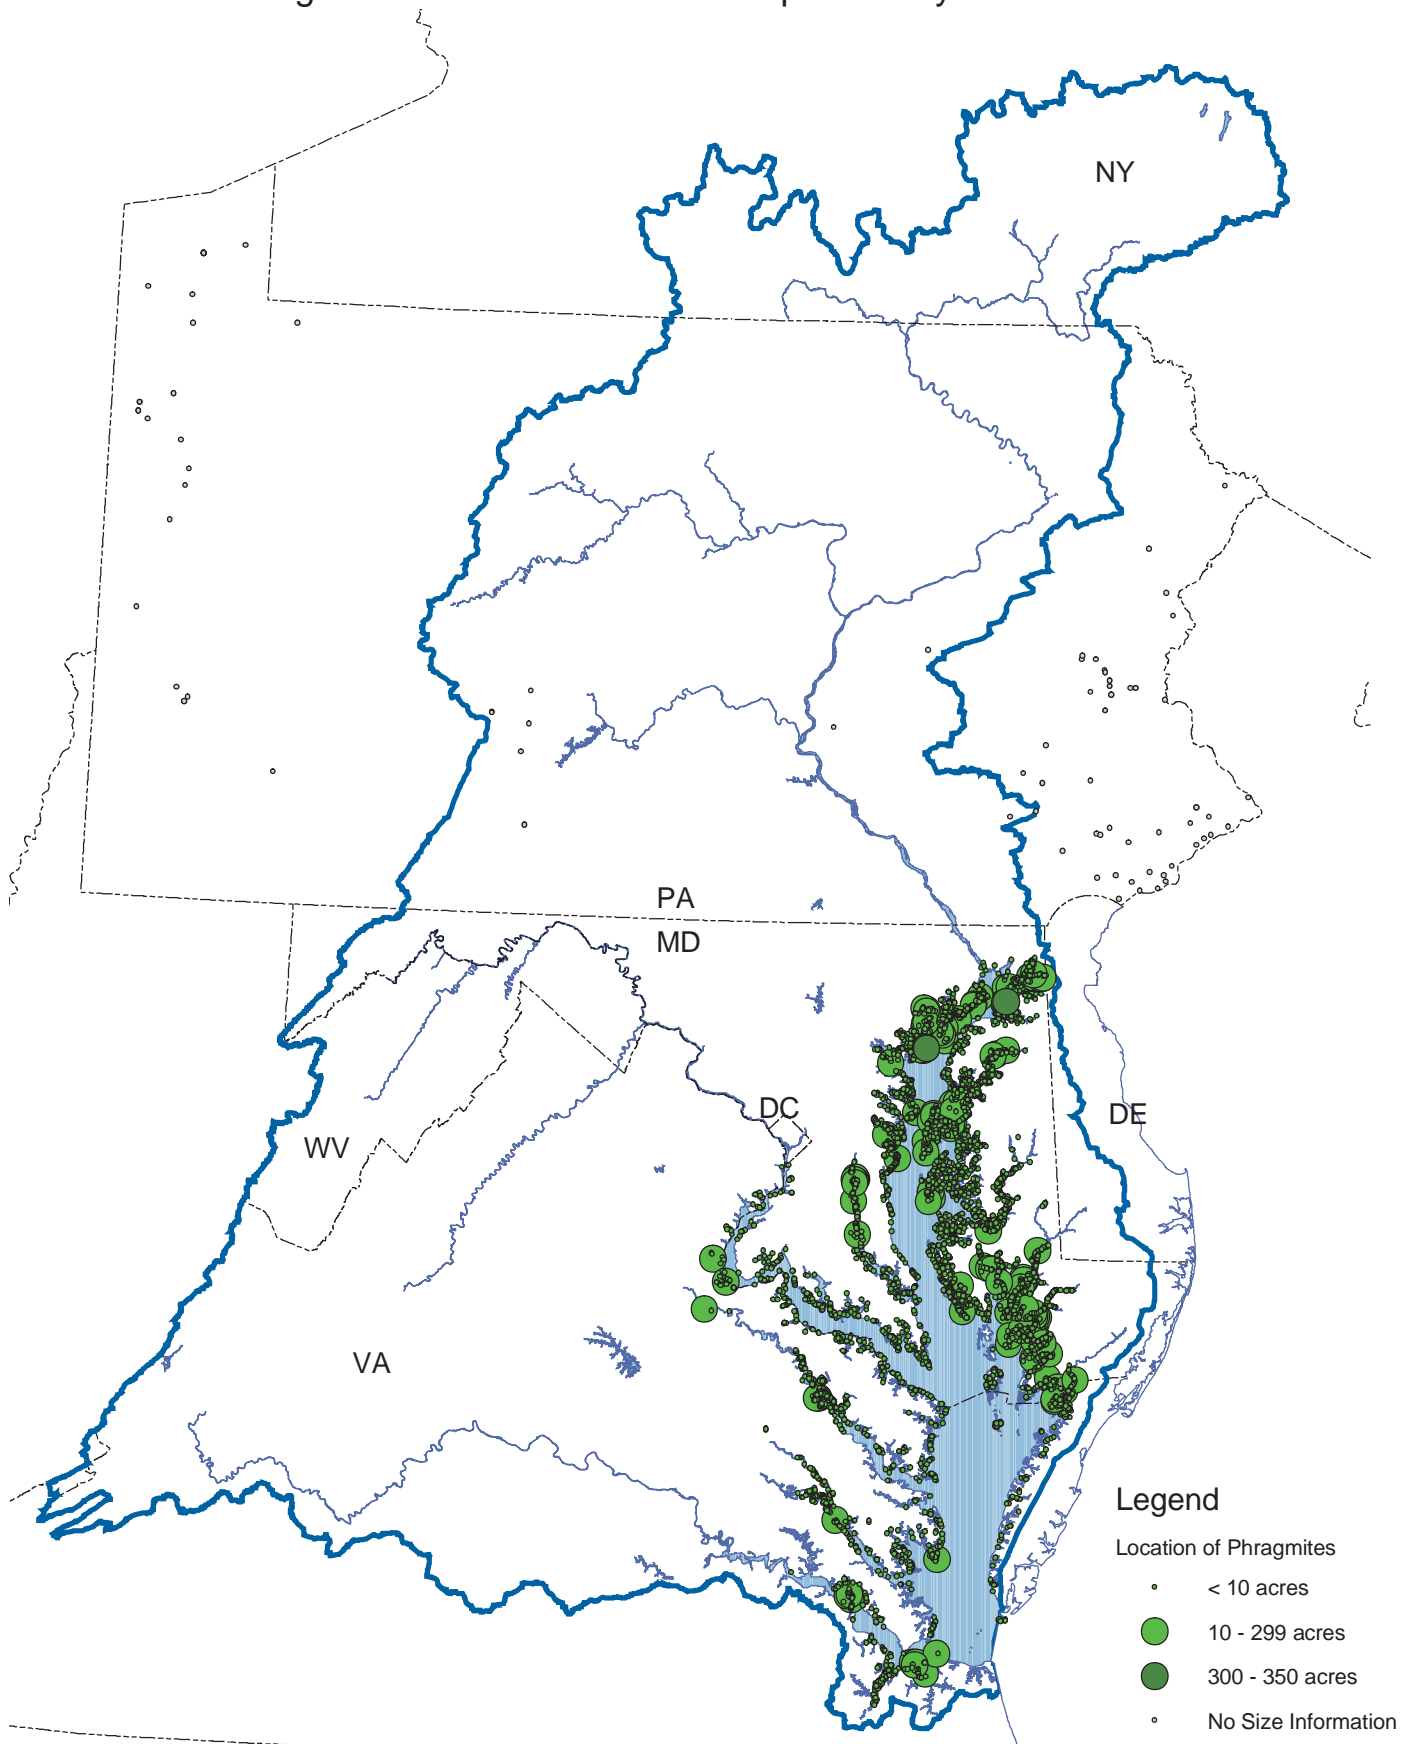 NY
PA
MD
DC
DE
WV
VA
Legend
Location of Phragmites
< 10 acres
10 - 299 acres
300 - 350 acres
No Size Information